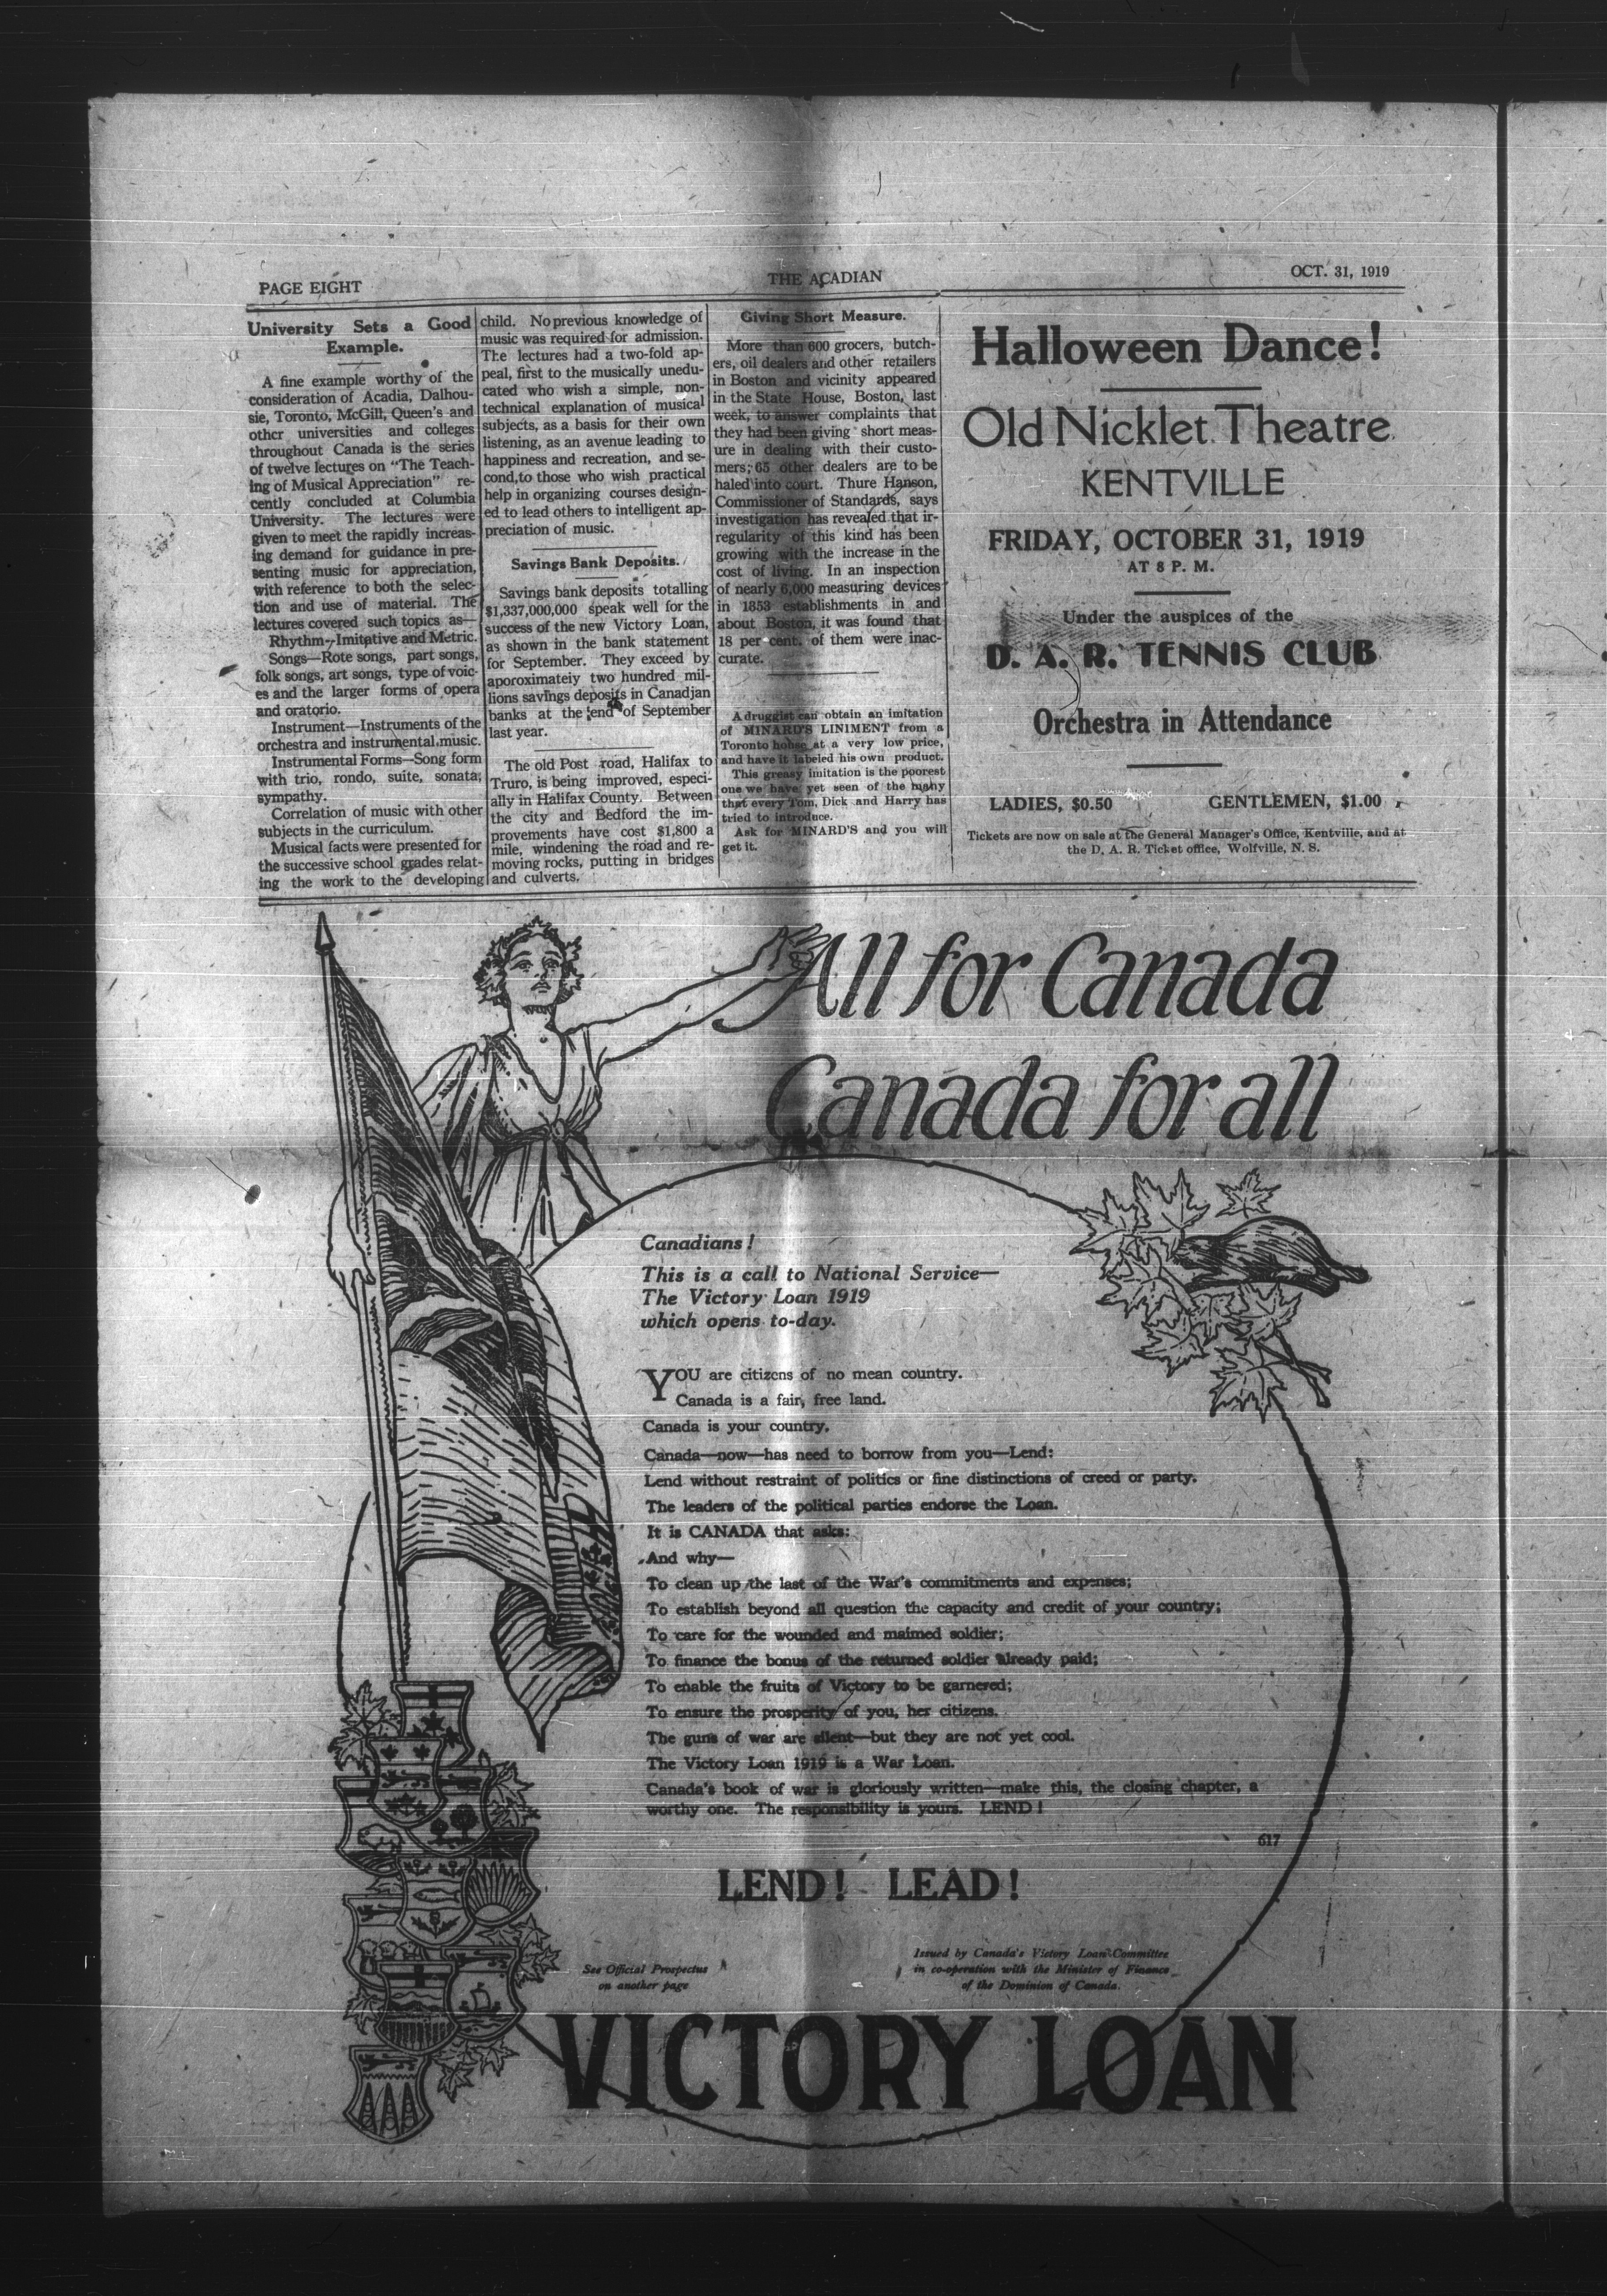 PAGE EIGHT
THE ACADIAN
OCT. 31, 1919
University Sets a Good
Example.
A fine example worthy of the
consideration of Acadia, Dalhou-
sie, Toronto, McGill, Queen's and
other universities and colleges
throughout Canada is the series
of twelve lectures on "The Teach-
ing of Musical Appreciation" re-
cently concluded at Columbia
University. The lectures were
given to meet the rapidly increas-
ing demand for guidance in pre-
senting music for appreciation,
with reference to both the selec-
tion and use of material. The
lectures covered such topics as—
Rhythm—Imitative and Metric.
Songs—Rote songs, part songs,
folk songs, art songs, type of voic-
es and the larger forms of opera
and oratorio.
Instrument—Instruments of the
orchestra and instrumental music.
Instrumental Forms—Song form
with trio, rondo, suite, sonata,
sympathy.
Correlation of music with other
subjects in the curriculum.
Musical facts were presented for
the successive school grades relat-
ing the work to the developing
child. No previous knowledge of
music was required for admission.
The lectures had a two-fold ap-
peal, first to the musically unedu-
cated who wish a simple, non-
technical explanation of musical
subjects, as a basis for their own
listening, as an avenue leading to
happiness and recreation, and se-
cond, to those who wish practical
help in organizing courses design-
ed to lead others to intelligent ap-
preciation of music.
Savings Bank Deposits.
Savings bank deposits totalling
$1,337,000,000 speak well for the
success of the new Victory Loan,
as shown in the bank statement
for September. They exceed by
aporoximateiy two hundred mil-
lions savings deposits in Canadjan
banks at the end of September
last year.
The old Post road, Halifax to
Truro, is being improved, especi-
ally in Halifax County. Between
the city and Bedford the im-
provements have cost $1,800 a
mile, windening the road and re-
moving rocks, putting in bridges
and culverts.
Giving Short Measure.
More than 600 grocers, butch-
ers, oil dealers and other retailers
in Boston and vicinity appeared
in the State House, Boston, last
week, to answer complaints that
they had been giving short meas-
ure in dealing with their custo-
mers; 65 other dealers are to be
haled into court. Thure Hanson,
Commissioner of Standards, says
investigation has revealed that ir-
regularity of this kind has been
growing with the increase in the
cost of living. In an inspection
of nearly 6,000 measuring devices
in 1853 establishments in and
about Boston, it was found that
18 per cent. of them were inac-
curate.
A druggist can obtain an imitation
of MINARD'S LINIMENT from a
Toronto house at a very low price,
and have it labeled his own product.
This greasy imitation is the poorest
one we have yet seen of the many
that every Tom, Dick and Harry has
tried to introduce.
Ask for MINARD'S and you will
get it.
Halloween Dance!
Old Nicklet Theatre
KENTVILLE
FRIDAY, OCTOBER 31, 1919
AT 8 P. M.
Under the auspices of the
D. A. R. TENNIS CLUB
Orchestra in Attendance
LADIES, $0.50 GENTLEMEN, $1.00
Tickets are now on sale at the General Manager's Office, Kentville, and at
the D. A. R. Ticket office, Wolfville, N. S.
All for Canada
Canada for all
Canadians!
This is a call to National Service—
The Victory Loan 1919
which opens to-day.
YOU are citizens of no mean country.
Canada is a fair, free land.
Canada is your country.
Canada—now—has need to borrow from you—Lend:
Lend without restraint of politics or fine distinctions of creed or party.
The leaders of the political parties endorse the Loan.
It is CANADA that asks:
And why—
To clean up the last of the War's commitments and expenses;
To establish beyond all question the capacity and credit of your country;
To care for the wounded and maimed soldier;
To finance the bonus of the returned soldier already paid;
To enable the fruits of Victory to be garnered;
To ensure the prosperity of you, her citizens.
The guns of war are silent—but they are not yet cool.
The Victory Loan 1919 is a War Loan.
Canada's book of war is gloriously written—make this, the closing chapter, a
worthy one. The responsibility is yours. LEND!
617
LEND! LEAD!
See Official Prospectus
on another page
Issued by Canada's Victory Loan Committee
in co-operation with the Minister of Finance
of the Dominion of Canada.
VICTORY LOAN